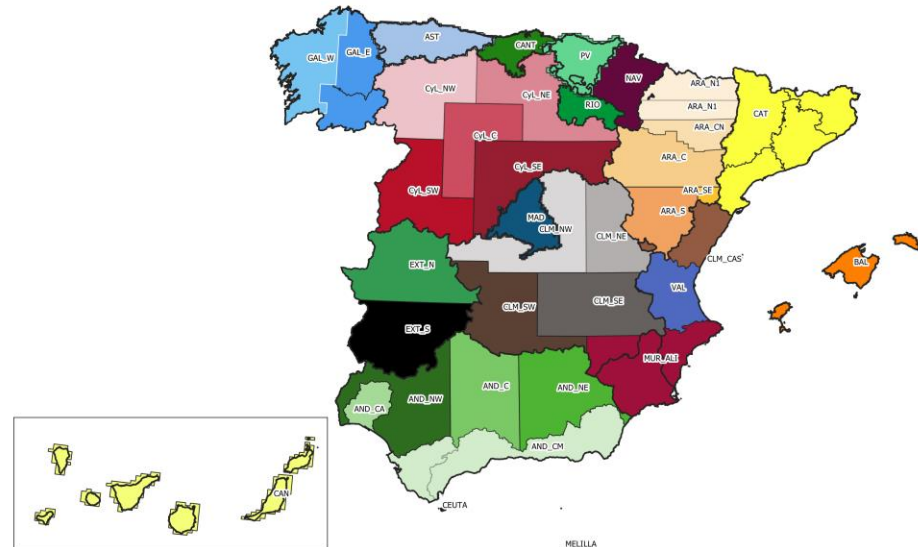 AST
CANT
GAL_E
PV
GAL_W
NAV
ARA_N1
CyL_NW
CyL_NE
RIO
ARA_N1
CAT
ARA_CN
CyL_C
ARA_C
CyL_SE
CyL_SW
ARA_SE
ARA_S
MAD
CLM_NW
CLM_NE
CLM_CAS
BAL
EXT_N
VAL
CLM_SE
CLM_SW
EXT_S
MUR_ALI
AND_C
AND_NE
AND_NW
AND_CA
AND_CM
CAN
CEUTA
MELILLA